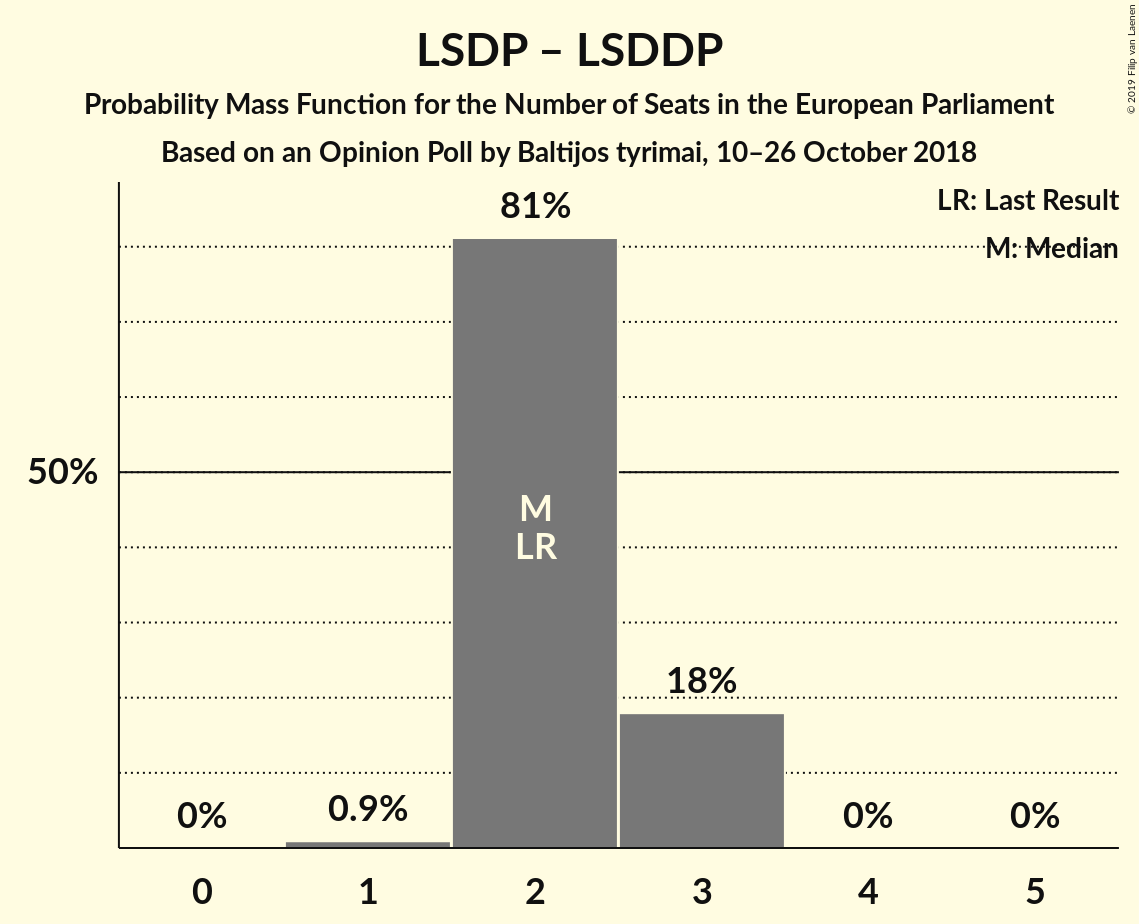 LSDP – LSDDP
Probability Mass Function for the Number of Seats in the European Parliament
Based on an Opinion Poll by Baltijos tyrimai, 10–26 October 2018
© 2019 Filip van Laenen
LR: Last Result
M: Median
81%
50%
M
LR
18%
0%
0.9%
0%
0%
0
1
2
3
4
5